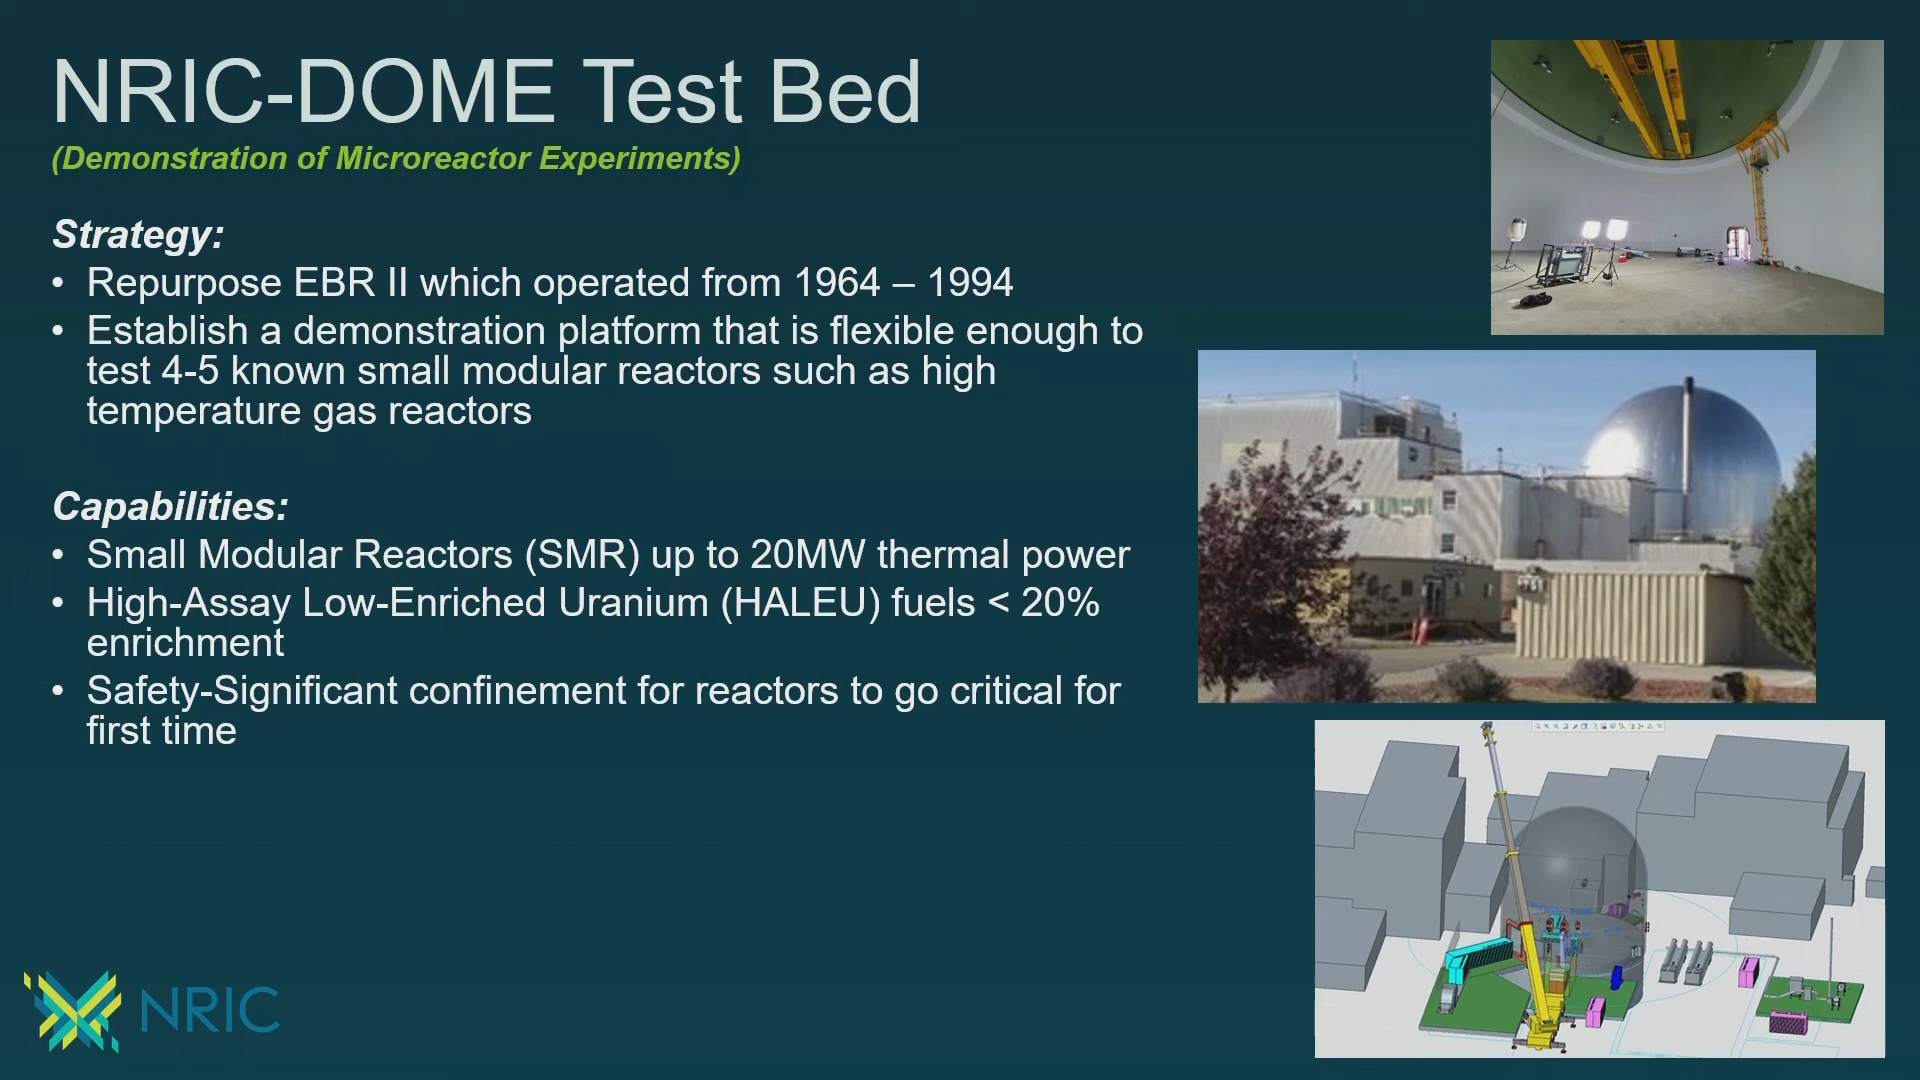 NRIC-DOME Test Bed
(Demonstration of Microreactor Experiments)
Strategy:
• Repurpose EBR II which operated from 1964 – 1994
• Establish a demonstration platform that is flexible enough to
test 4-5 known small modular reactors such as high
temperature gas reactors
Capabilities:
• Small Modular Reactors (SMR) up to 20MW thermal power
• High-Assay Low-Enriched Uranium (HALEU) fuels < 20%
enrichment
• Safety-Significant confinement for reactors to go critical for
first time
NRIC